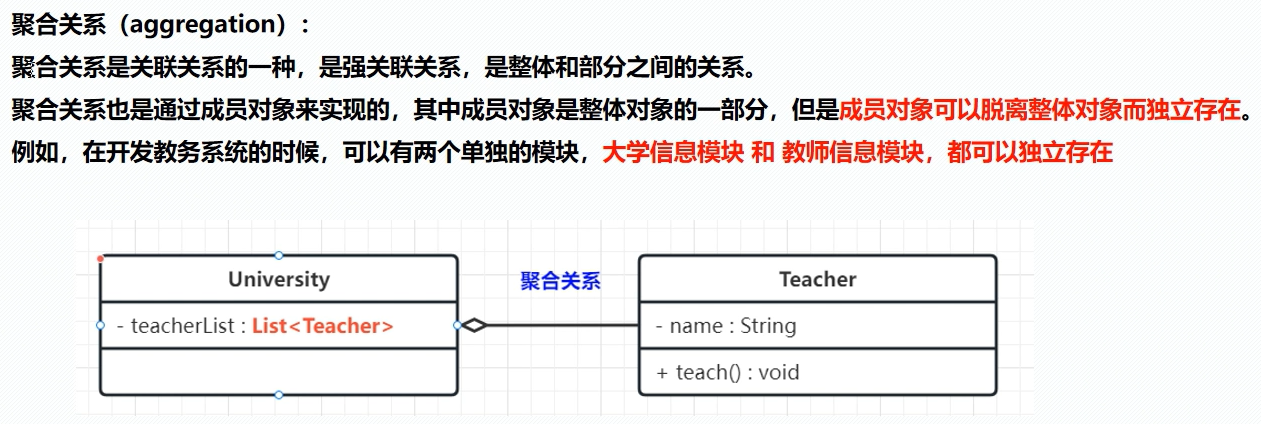 聚合关系（aggregation）：
聚合关系是关联关系的一种，是强关联关系，是整体和部分之间的关系。
聚合关系也是通过成员对象来实现的，其中成员对象是整体对象的一部分，但是成员对象可以脱离整体对象而独立存在。
例如，在开发教务系统的时候，可以有两个单独的模块，大学信息模块 和 教师信息模块，都可以独立存在
University
- teacherList : List<Teacher>
聚合关系
Teacher
- name : String
+ teach() : void